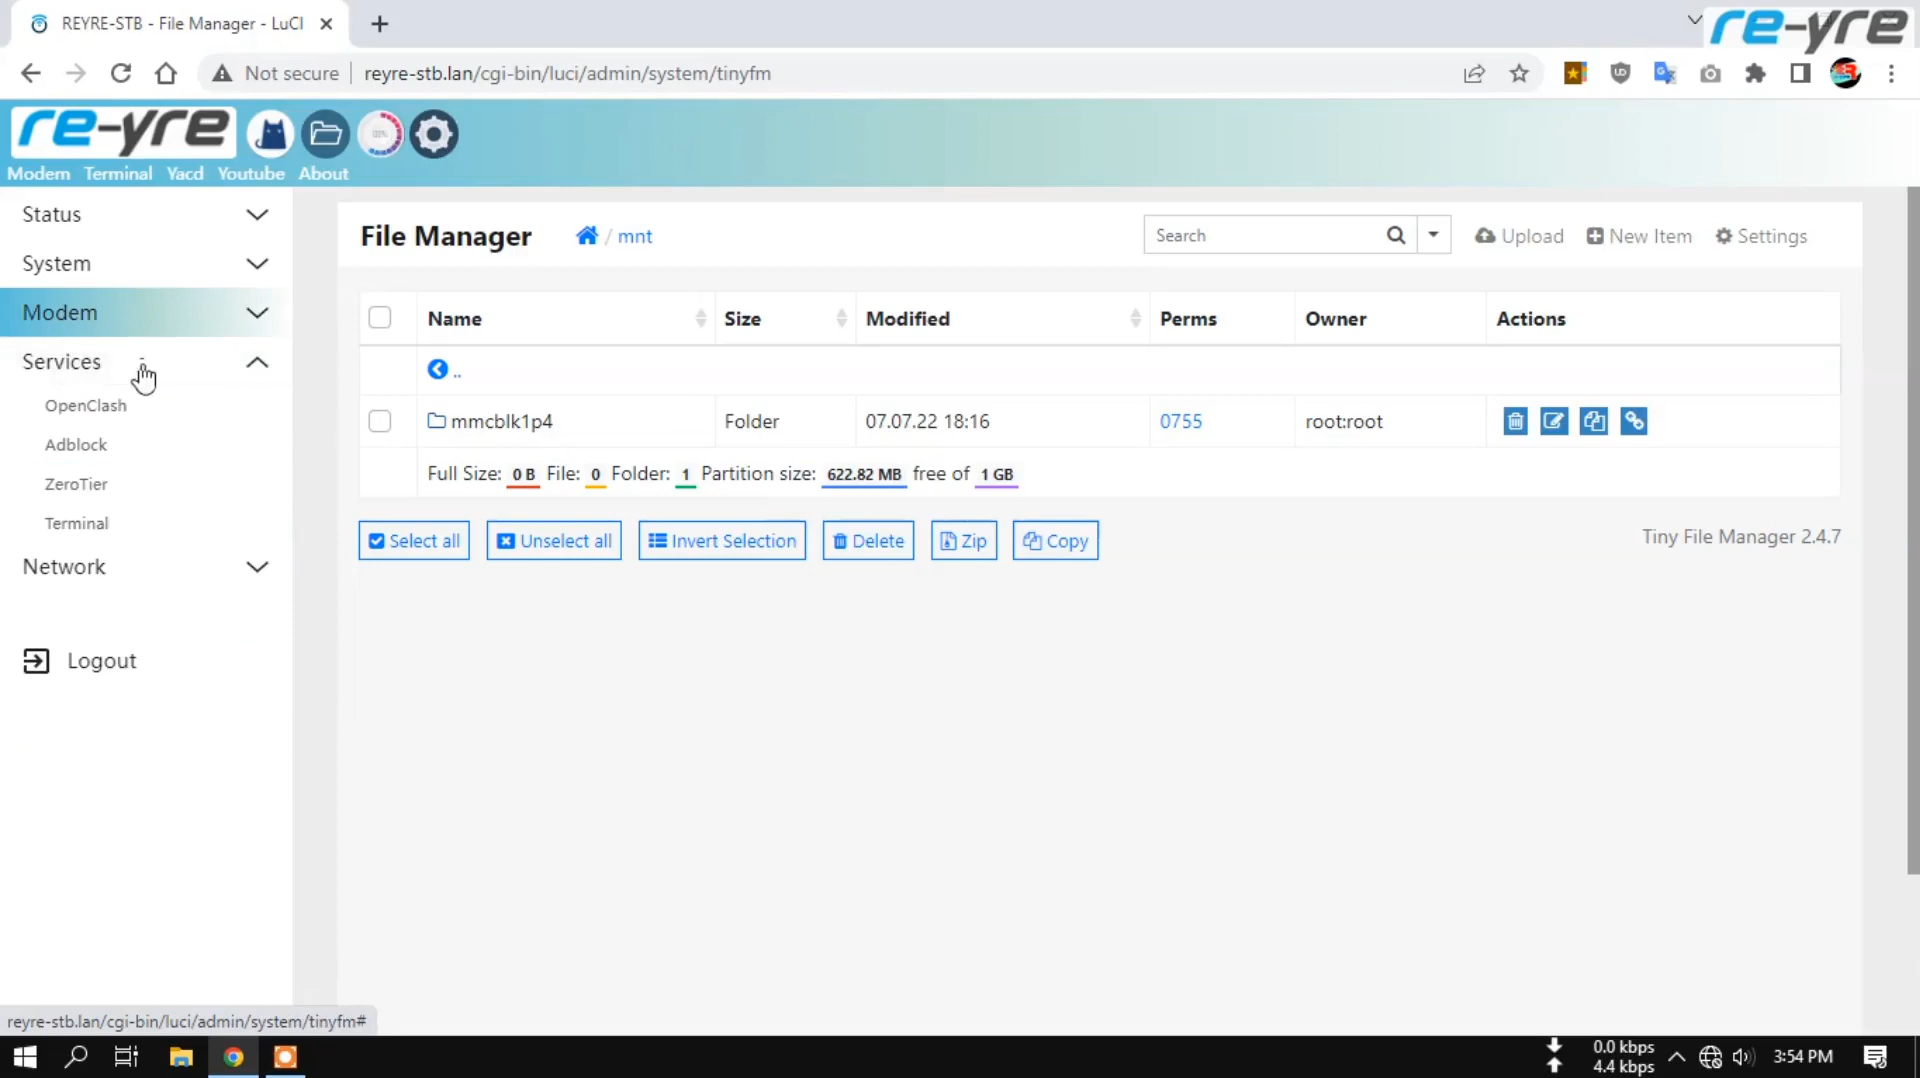 REYRE-STB - File Manager - LuCI
re-yre
Not secure
reyre-stb.lan/cgi-bin/luci/admin/system/tinyfm
re-yre
Modem Terminal Yacd Youtube About
Status
System
Modem
Services
OpenClash
Adblock
ZeroTier
Terminal
Network
Logout
File Manager / mnt
Search
Upload New Item Settings
Name Size Modified Perms Owner Actions
..
mmcblk1p4 Folder 07.07.22 18:16 0755 root:root
Full Size: 0 B File: 0 Folder: 1 Partition size: 622.82 MB free of 1 GB
Select all Unselect all Invert Selection Delete Zip Copy
Tiny File Manager 2.4.7
reyre-stb.lan/cgi-bin/luci/admin/system/tinyfm#
0.0 kbps
4.4 kbps
3:54 PM